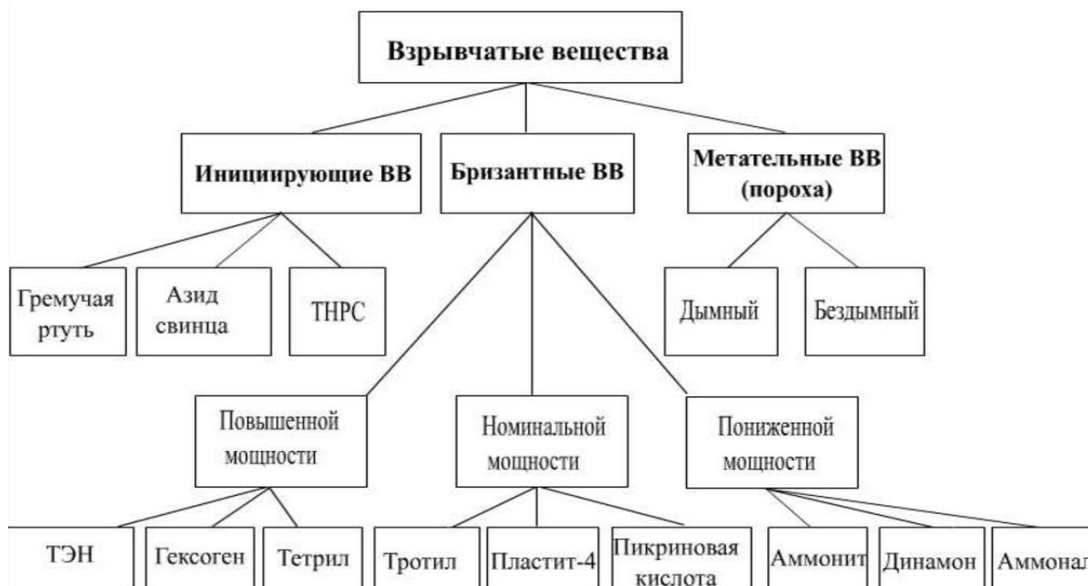 Взрывчатые вещества
Инициирующие ВВ
Бризантные ВВ
Метательные ВВ
(пороха)
Гремучая
ртуть
Азид
свинца
ТНРС
Дымный
Бездымный
Повышенной
мощности
Номинальной
мощности
Пониженной
мощности
ТЭН
Гексоген
Тетрил
Тротил
Пластит-4
Пикриновая
кислота
Аммонит
Динамон
Аммонал